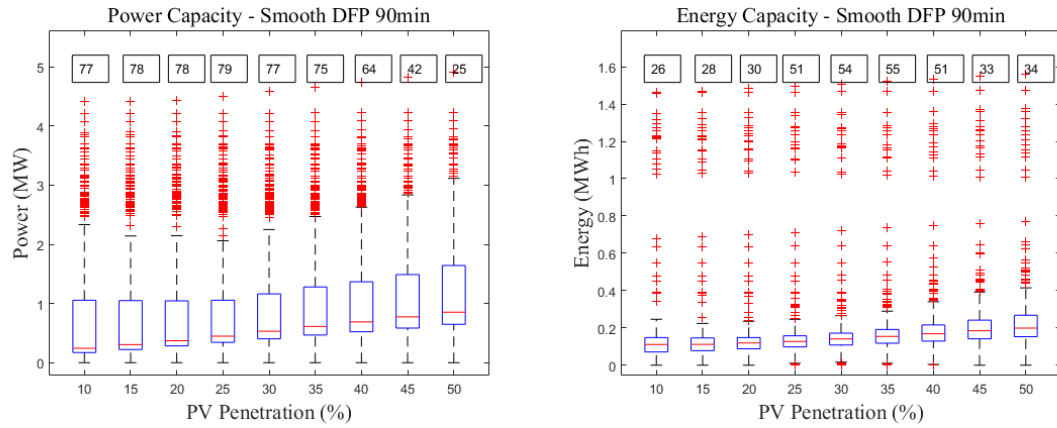 Power Capacity - Smooth DFP 90min
77 78 78 79 77 75 64 42 25
5
4
3
2
1
0
Power (MW)
10 15 20 25 30 35 40 45 50
PV Penetration (%)
Energy Capacity - Smooth DFP 90min
26 28 30 51 54 55 51 33 34
1.6
1.4
1.2
1
0.8
0.6
0.4
0.2
0
Energy (MWh)
10 15 20 25 30 35 40 45 50
PV Penetration (%)